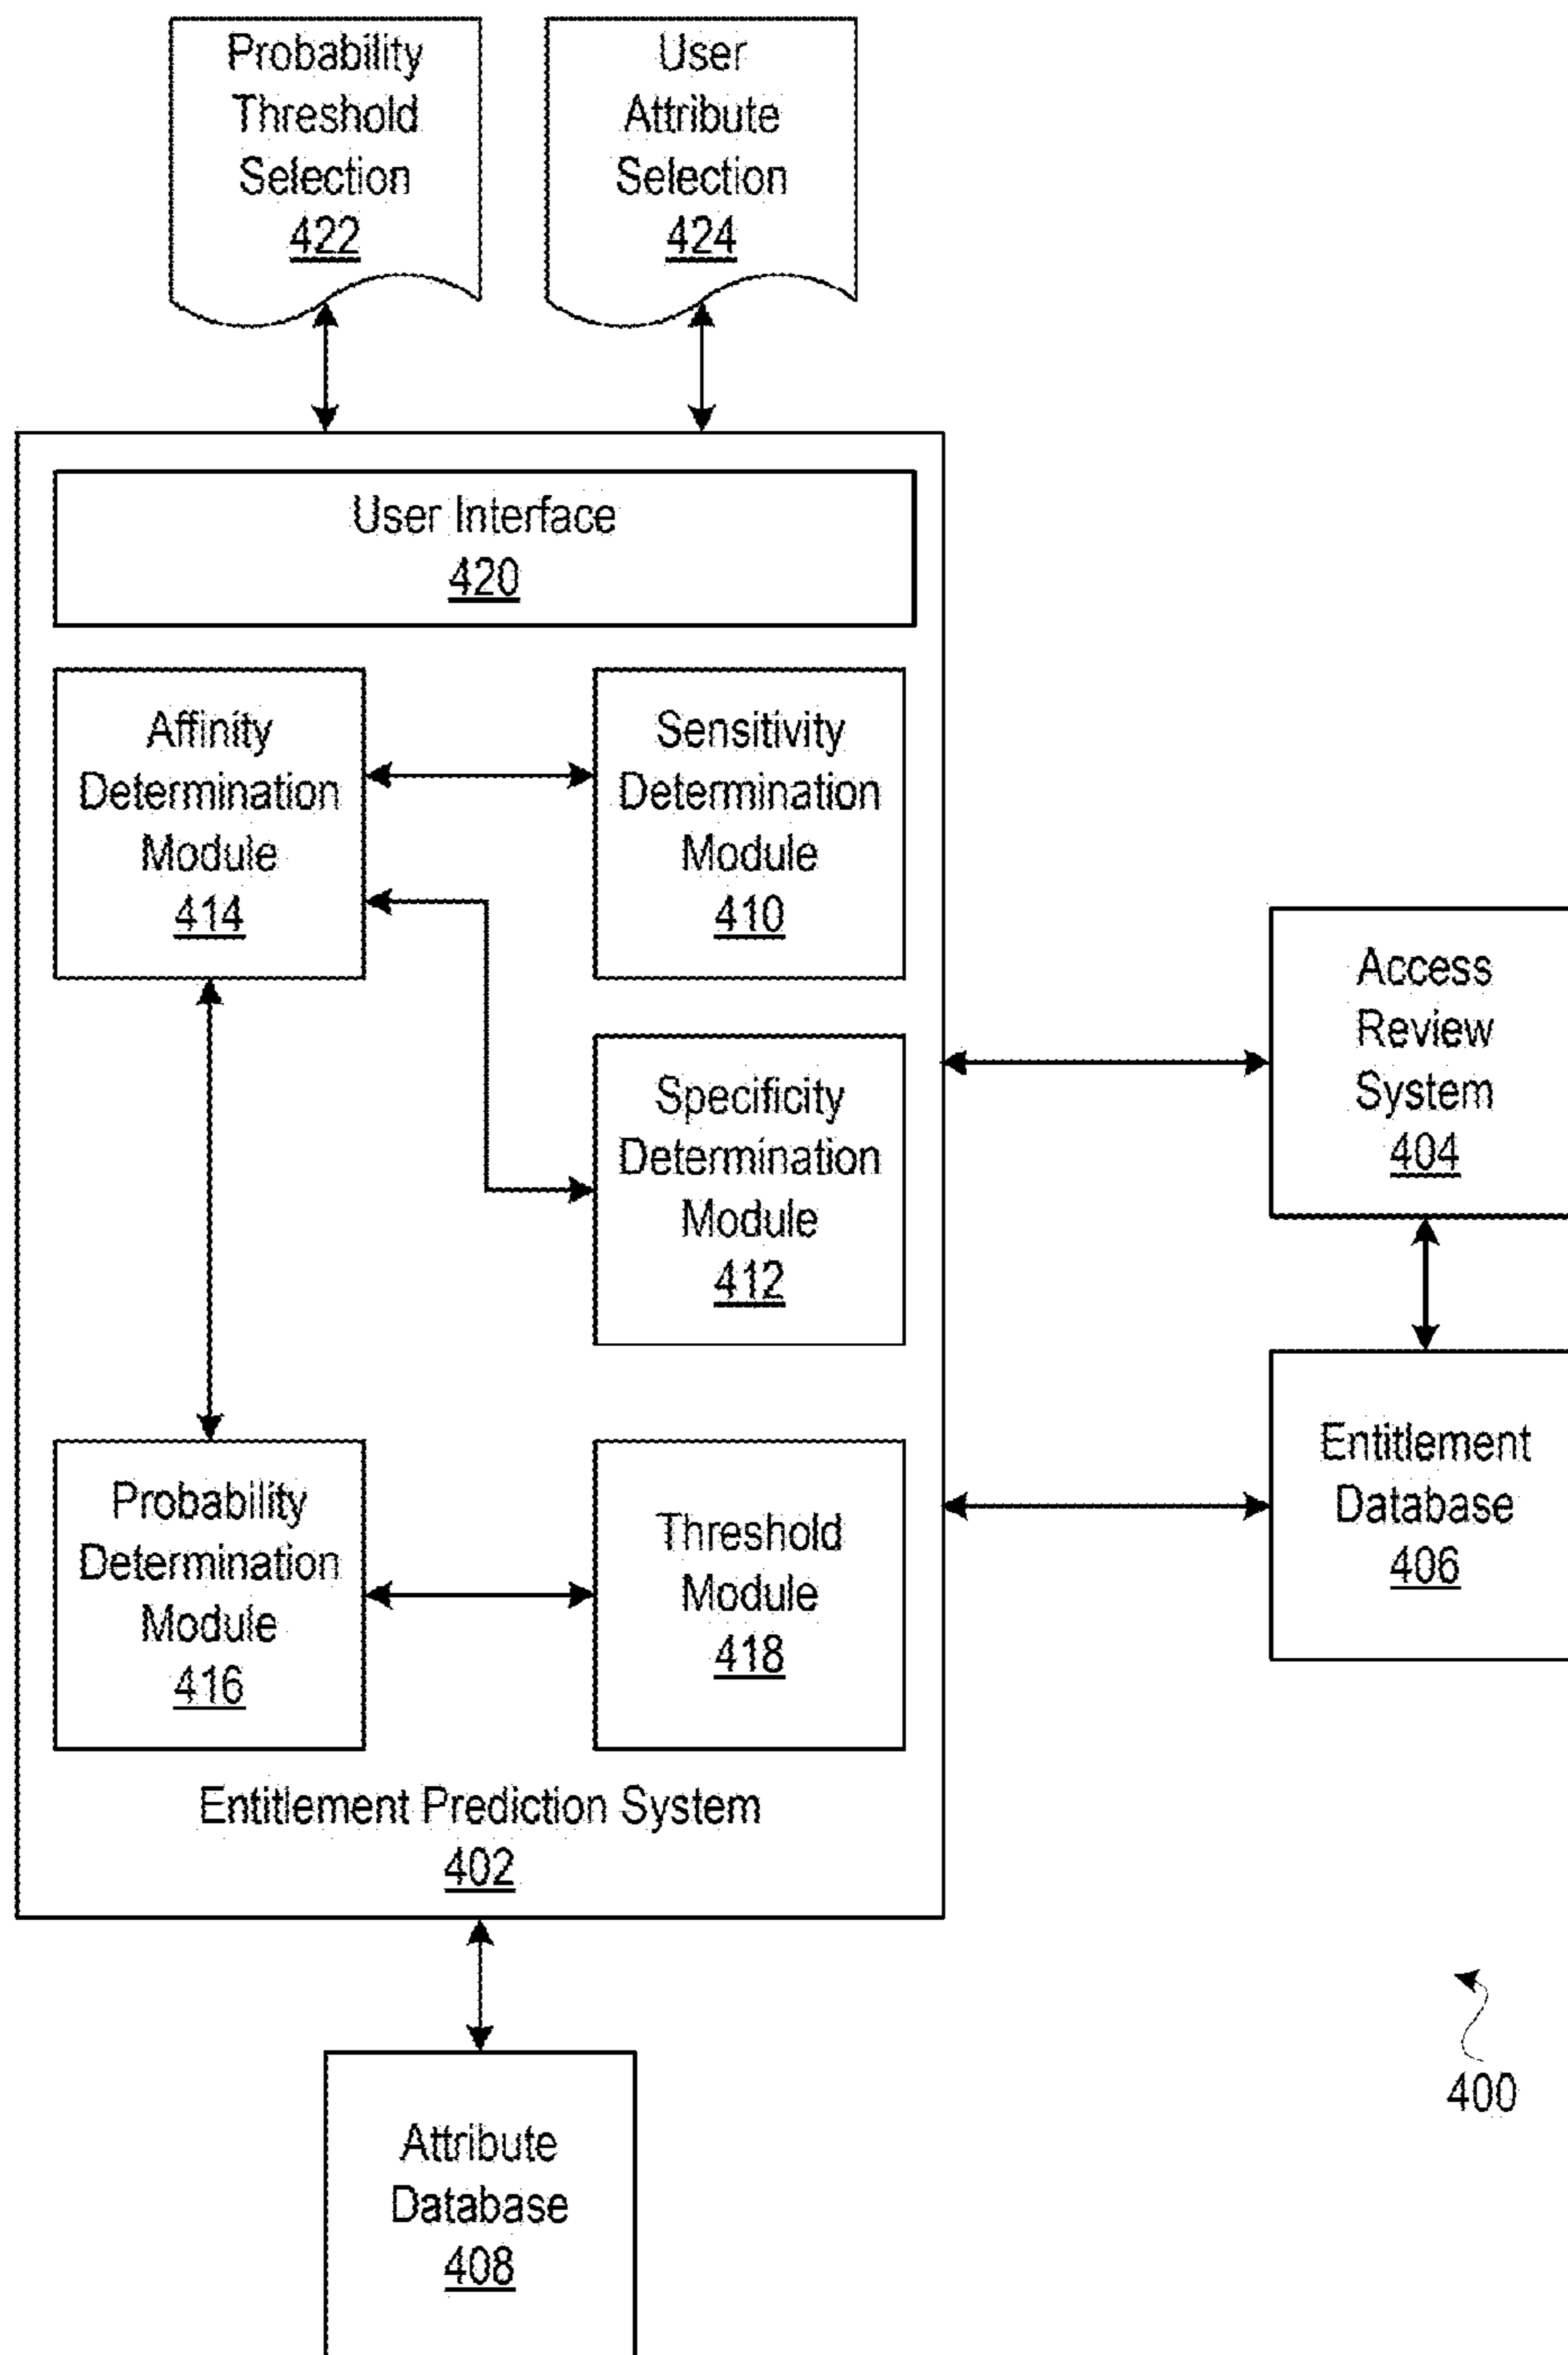 Probability
Threshold
Selection
422
User
Attribute
Selection
424
User Interface
420
Affinity
Determination
Module
414
Sensitivity
Determination
Module
410
Specificity
Determination
Module
412
Probability
Determination
Module
416
Threshold
Module
418
Entitlement Prediction System
402
Access
Review
System
404
Entitlement
Database
406
Attribute
Database
408
400